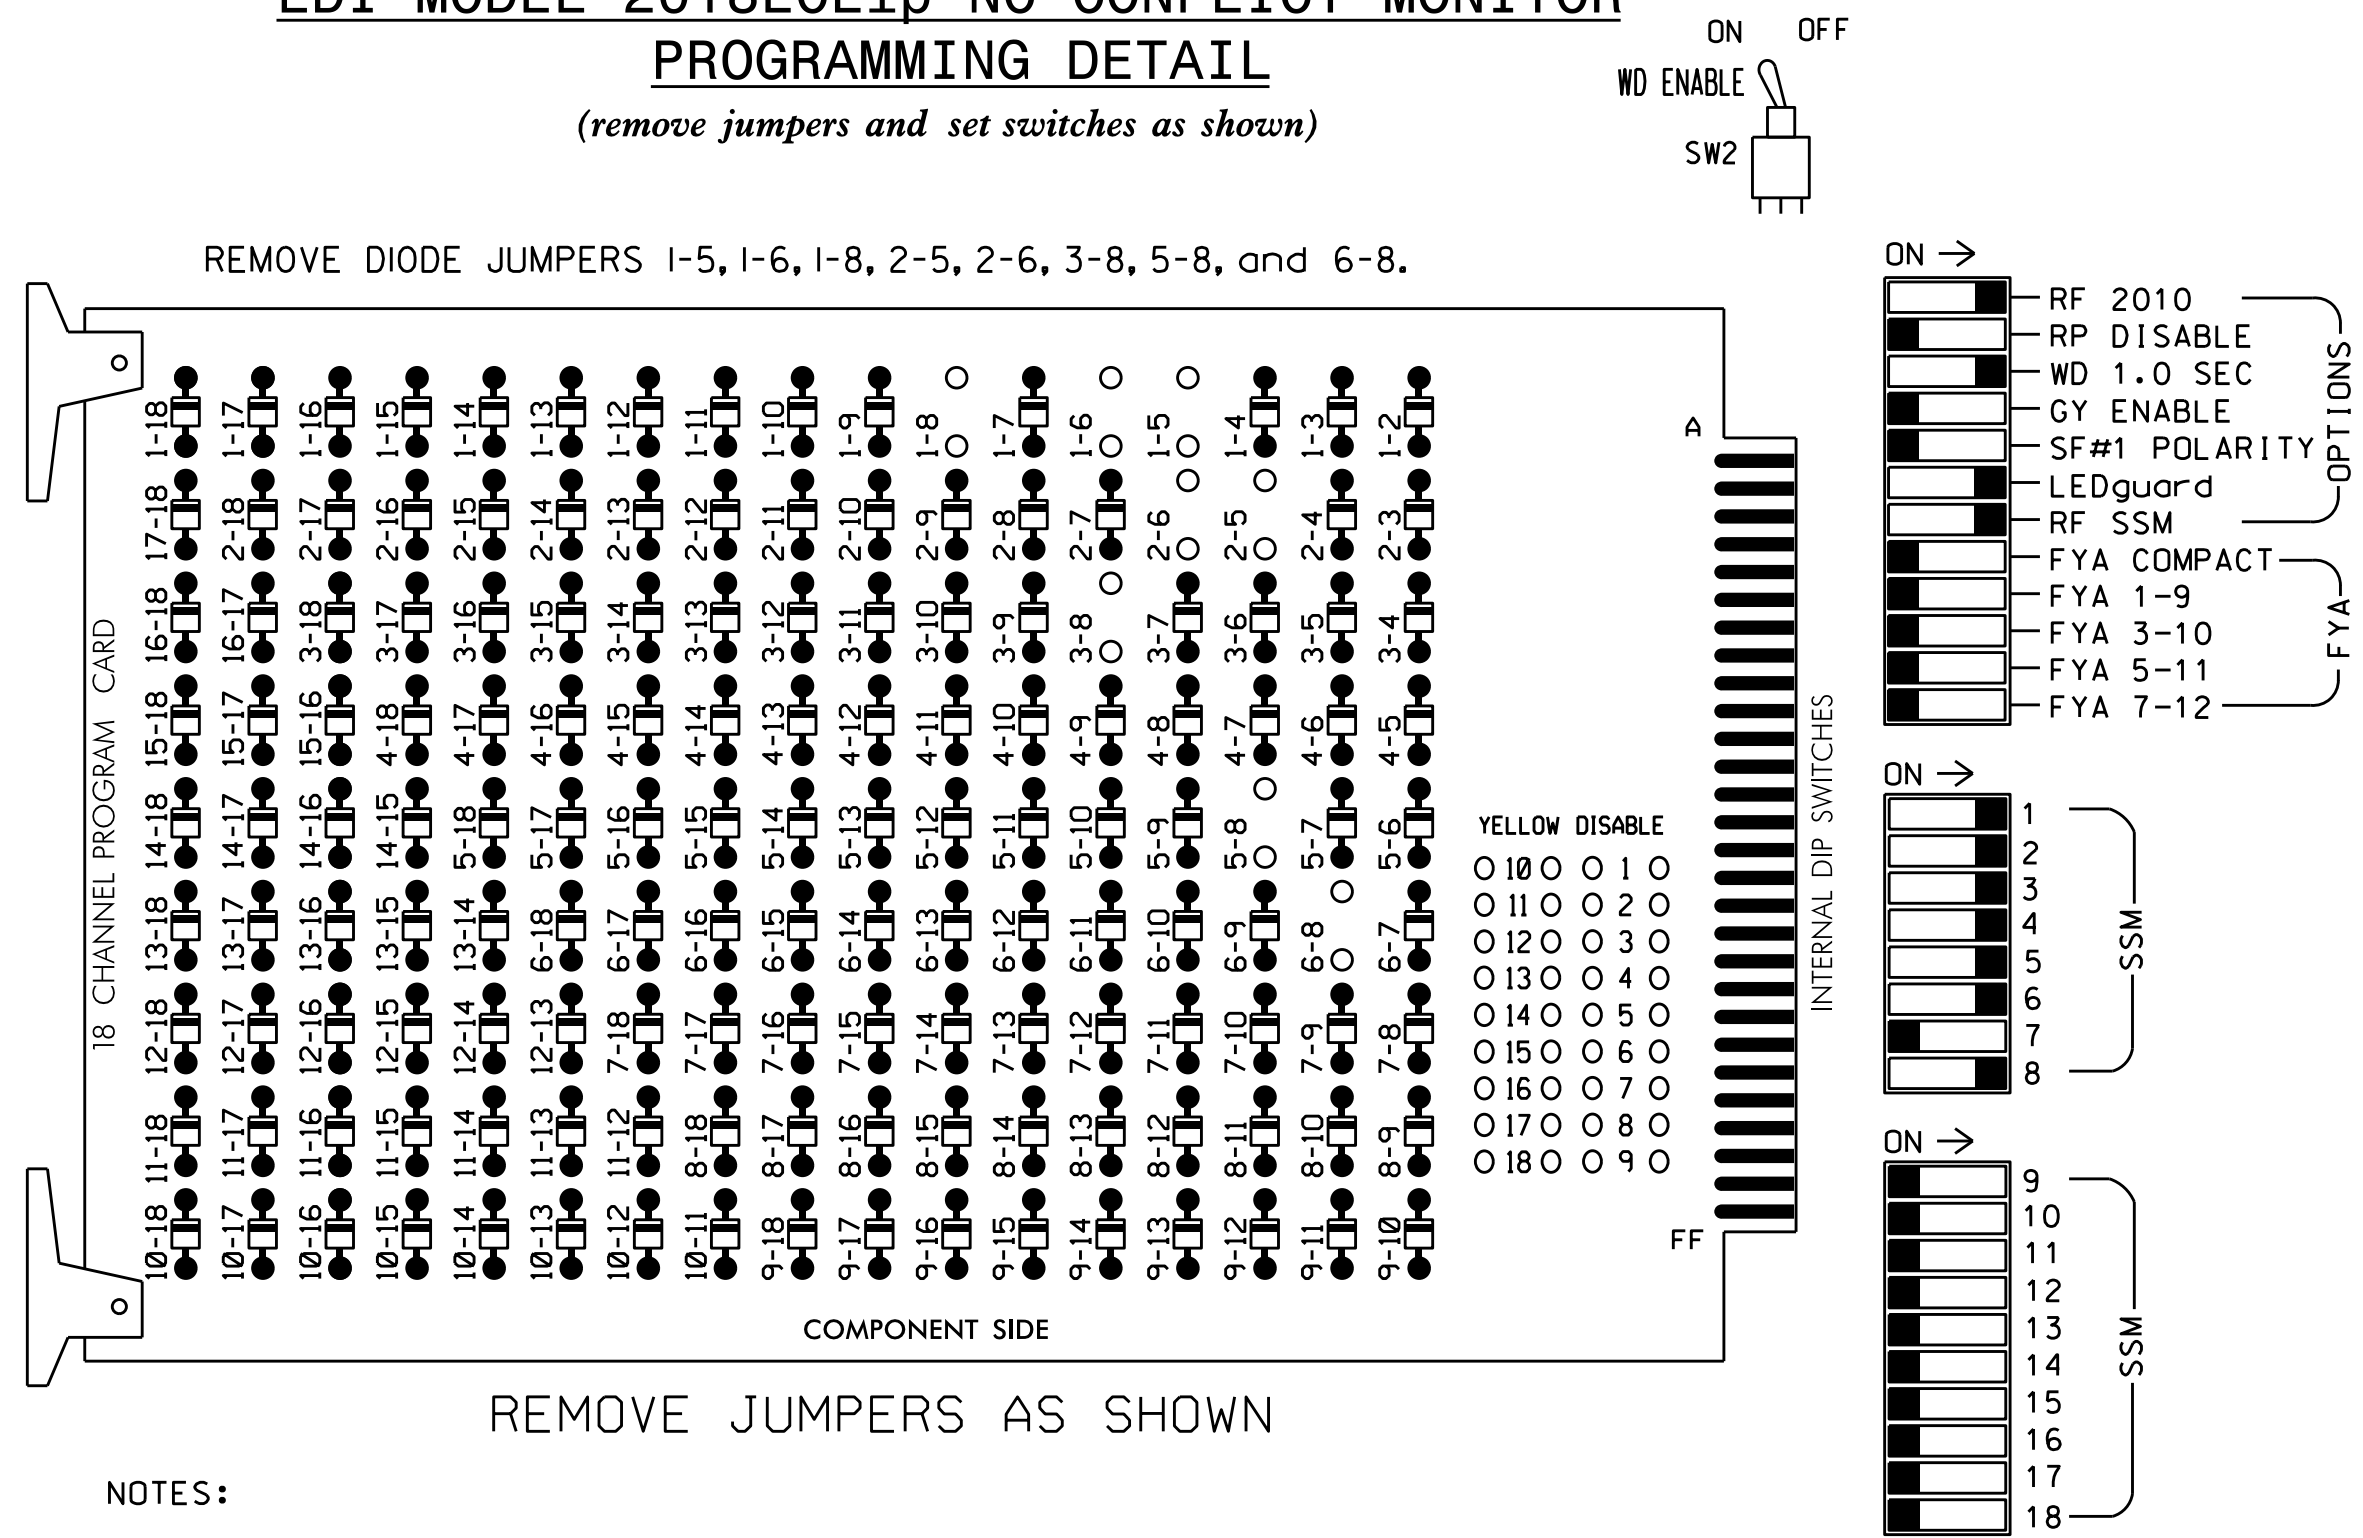 PROGRAMMING DETAIL
(remove jumpers and set switches as shown)
ON OFF
WD ENABLE
SW2
REMOVE DIODE JUMPERS 1-5, 1-6, 1-8, 2-5, 2-6, 3-8, 5-8, and 6-8.
18 CHANNEL PROGRAM CARD
1-18 1-17 1-16 1-15 1-14 1-13 1-12 1-11 1-10 1-9 1-8 1-7 1-6 1-5 1-4 1-3 1-2
17-18 2-18 2-17 2-16 2-15 2-14 2-13 2-12 2-11 2-10 2-9 2-8 2-7 2-6 2-5 2-4 2-3
16-18 16-17 3-18 3-17 3-16 3-15 3-14 3-13 3-12 3-11 3-10 3-9 3-8 3-7 3-6 3-5 3-4
15-18 15-17 15-16 4-18 4-17 4-16 4-15 4-14 4-13 4-12 4-11 4-10 4-9 4-8 4-7 4-6 4-5
14-18 14-17 14-16 14-15 5-18 5-17 5-16 5-15 5-14 5-13 5-12 5-11 5-10 5-9 5-8 5-7 5-6
13-18 13-17 13-16 13-15 13-14 6-18 6-17 6-16 6-15 6-14 6-13 6-12 6-11 6-10 6-9 6-8 6-7
12-18 12-17 12-16 12-15 12-14 12-13 7-18 7-17 7-16 7-15 7-14 7-13 7-12 7-11 7-10 7-9 7-8
11-18 11-17 11-16 11-15 11-14 11-13 11-12 8-18 8-17 8-16 8-15 8-14 8-13 8-12 8-11 8-10 8-9
10-18 10-17 10-16 10-15 10-14 10-13 10-12 10-11 9-18 9-17 9-16 9-15 9-14 9-13 9-12 9-11 9-10
A
FF
YELLOW DISABLE
10 1
11 2
12 3
13 4
14 5
15 6
16 7
17 8
18 9
COMPONENT SIDE
INTERNAL DIP SWITCHES
ON →
RF 2010
RP DISABLE
WD 1.0 SEC
GY ENABLE
SF#1 POLARITY
LEDguard
RF SSM
OPTIONS
FYA COMPACT
FYA 1-9
FYA 3-10
FYA 5-11
FYA 7-12
FYA
ON →
1
2
3
4
5
6
7
8
SSM
ON →
9
10
11
12
13
14
15
16
17
18
SSM
REMOVE JUMPERS AS SHOWN
NOTES: